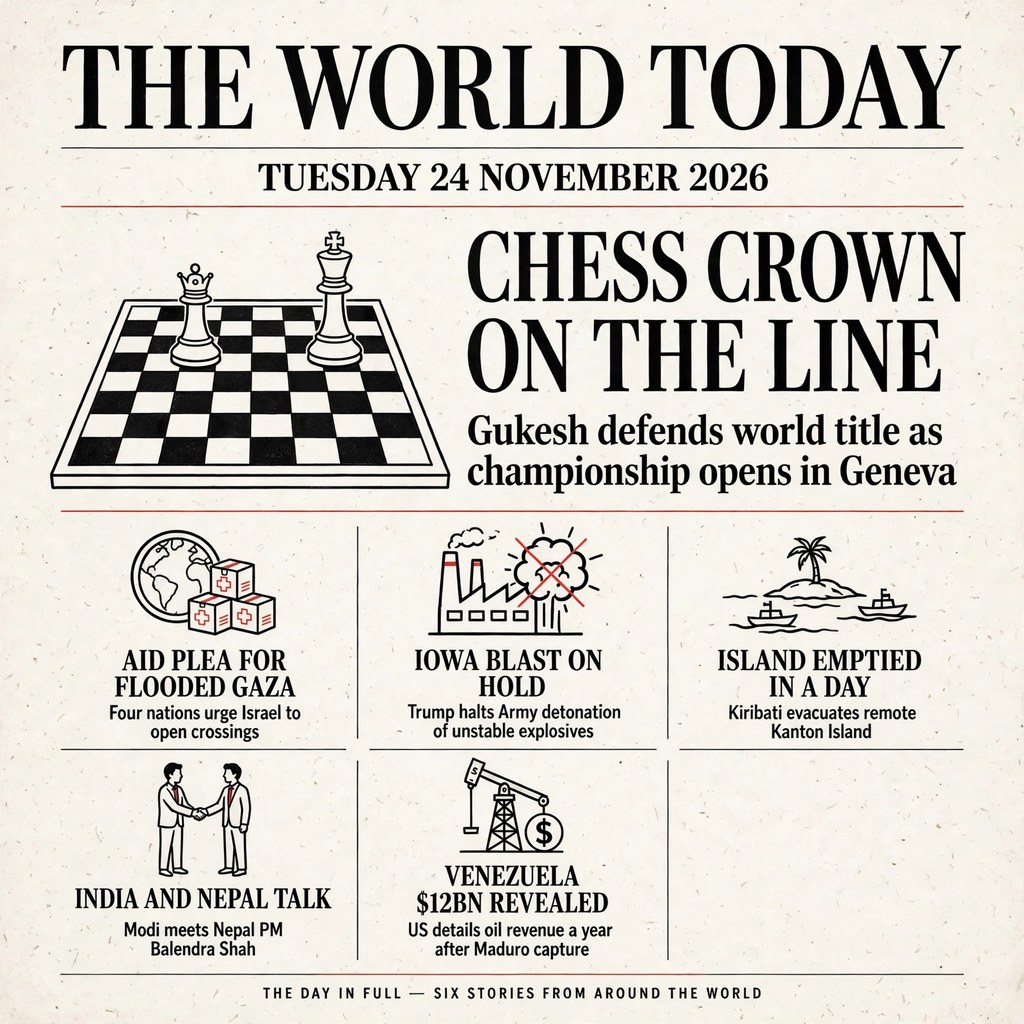 THE WORLD TODAY
TUESDAY 24 NOVEMBER 2026
CHESS CROWN
ON THE LINE
Gukesh defends world title as
championship opens in Geneva
AID PLEA FOR
FLOODED GAZA
Four nations urge Israel to
open crossings
IOWA BLAST ON
HOLD
Trump halts Army detonation
of unstable explosives
ISLAND EMPTIED
IN A DAY
Kiribati evacuates remote
Kanton Island
INDIA AND NEPAL TALK
Modi meets Nepal PM
Balendra Shah
$
VENEZUELA
$12BN REVEALED
US details oil revenue a year
after Maduro capture
THE DAY IN FULL — SIX STORIES FROM AROUND THE WORLD